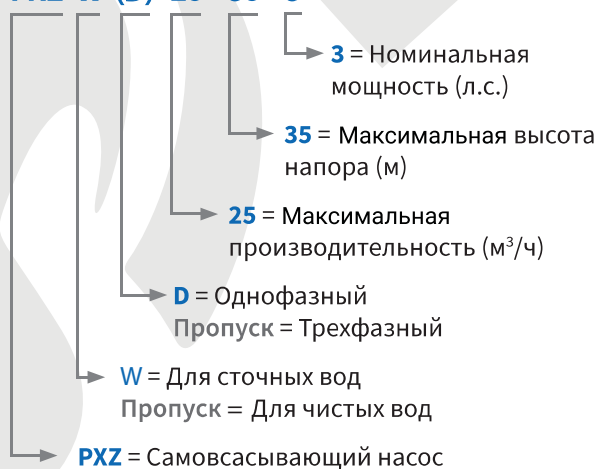 3 = Номинальная
мощность (л.с.)
35 = Максимальная высота
напора (м)
25 = Максимальная
производительность (м³/ч)
D = Однофазный
Пропуск = Трехфазный
W = Для сточных вод
Пропуск = Для чистых вод
PXZ = Самовсасывающий насос